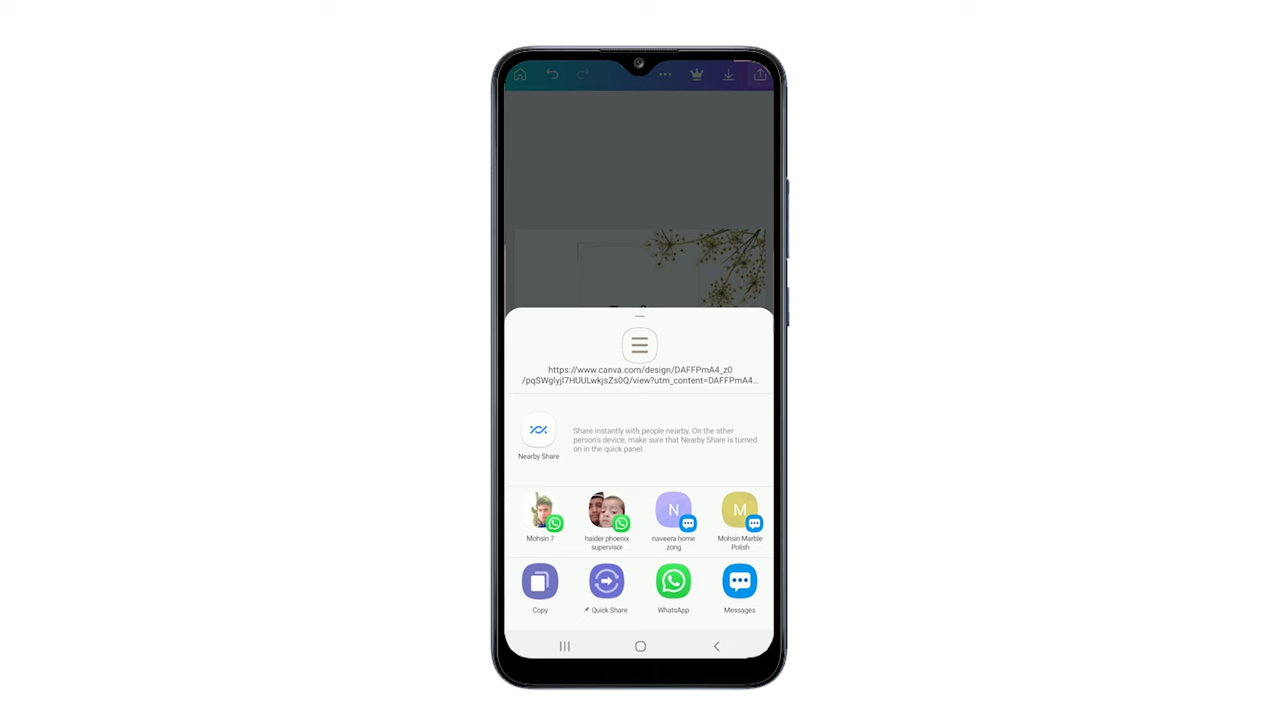 https://www.canva.com/design/DAFFPmA4_z0
/pqSWglyjl7HUULwkjsZs0Q/view?utm_content=DAFFPmA4...
Share instantly with people nearby. On the other
person's device, make sure that Nearby Share is turned
on in the quick panel.
Nearby Share
N
M
Mohsin 7
haider phoenix
supervisor
naveera home
zong
Mohsin Marble
Polish
Copy
Quick Share
WhatsApp
Messages